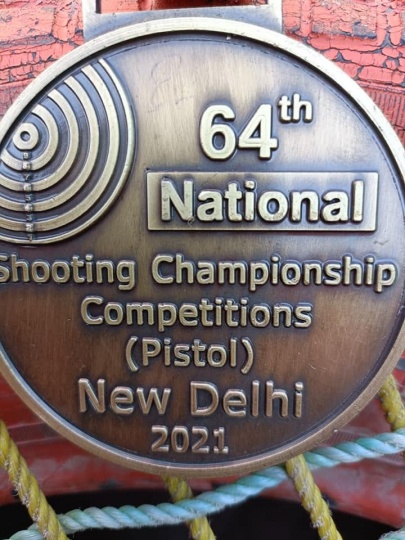 64th
National
Shooting Championship
Competitions
(Pistol)
New Delhi
2021